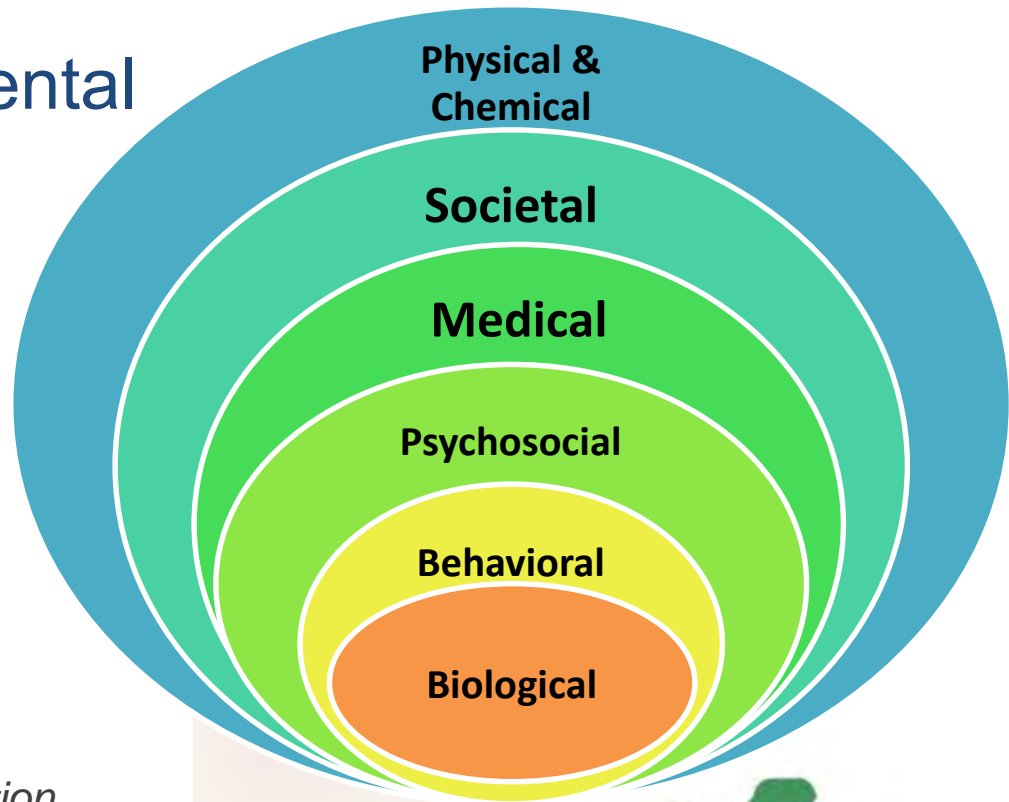 ental
Physical &
Chemical
Societal
Medical
Psychosocial
Behavioral
Biological